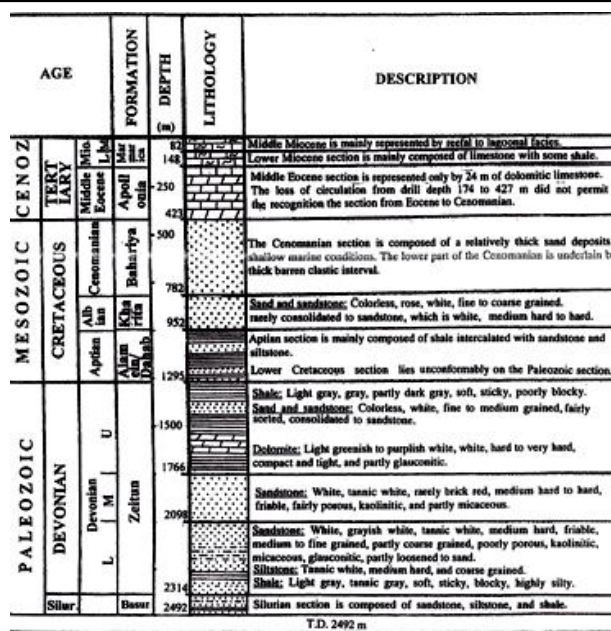 AGE
FORMATION
DEPTH
(m)
LITHOLOGY
DESCRIPTION
CENOZ
TERT
IARY
Mio.
L M
Mar
mar
ica
82
148
Middle Miocene is mainly represented by reefal to lagoonal facies.
Lower Miocene section is mainly composed of limestone with some shale.
Middle
Eocene
Apoll
onia
250
423
Middle Eocene section is represented only by 24 m of dolomitic limestone.
The loss of circulation from drill depth 174 to 427 m did not permit
the recognition the section from Eocene to Cenomanian.
MESOZOIC
CRETACEOUS
Cenomanian
Bahariya
500
782
The Cenomanian section is composed of a relatively thick sand deposits
shallow marine conditions. The lower part of the Cenomanian is underlain b
thick barren clastic interval.
Alb
ian
Kha
rita
952
Sand and sandstone: Colorless, rose, white, fine to coarse grained.
rarely consolidated to sandstone, which is white, medium hard to hard.
Aptian
Alam
ein/
Dahab
1295
Aptian section is mainly composed of shale intercalated with sandstone and
siltstone.
Lower Cretaceous section lies unconformably on the Paleozoic section.
PALEOZOIC
DEVONIAN
Devonian
U
M
L
Zeitun
1500
1766
2098
2314
Shale: Light gray, gray, partly dark gray, soft, sticky, poorly blocky.
Sand and sandstone: Colorless, white, fine to medium grained, fairly
sorted, consolidated to sandstone.
Dolomite: Light greenish to purplish white, white, hard to very hard,
compact and tight, and partly glauconitic.
Sandstone: White, tannic white, rarely brick red, medium hard to hard,
friable, fairly porous, kaolinitic, and partly micaceous.
Sandstone: White, grayish white, tannic white, medium hard, friable,
medium to fine grained, partly coarse grained, poorly porous, kaolinitic,
micaceous, glauconitic, partly loosened to sand.
Siltstone: Tannic white, medium hard, and coarse grained.
Shale: Light gray, tannic gray, soft, sticky, blocky, highly silty.
Silur.
Basur
2492
Silurian section is composed of sandstone, silkstone, and shale.
T.D. 2492 m